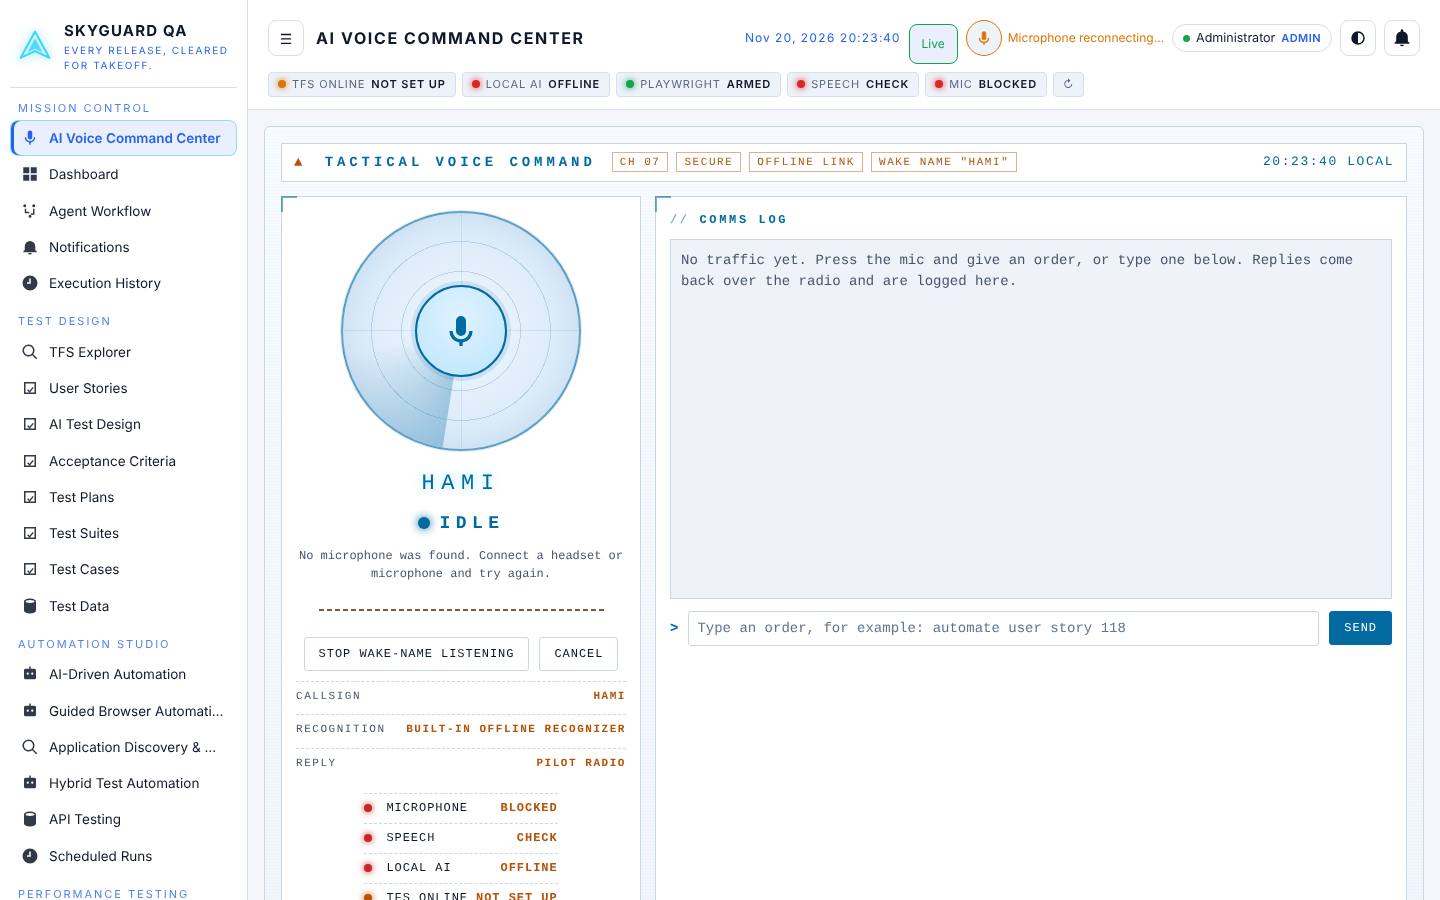 SKYGUARD QA
EVERY RELEASE, CLEARED
FOR TAKEOFF.
MISSION CONTROL
AI Voice Command Center
Dashboard
Agent Workflow
Notifications
Execution History
TEST DESIGN
TFS Explorer
User Stories
AI Test Design
Acceptance Criteria
Test Plans
Test Suites
Test Cases
Test Data
AUTOMATION STUDIO
AI-Driven Automation
Guided Browser Automati...
Application Discovery & ...
Hybrid Test Automation
API Testing
Scheduled Runs
PERFORMANCE TESTING
AI VOICE COMMAND CENTER
Nov 20, 2026 20:23:40
Live
Microphone reconnecting...
Administrator ADMIN
TFS ONLINE NOT SET UP
LOCAL AI OFFLINE
PLAYWRIGHT ARMED
SPEECH CHECK
MIC BLOCKED
▲ TACTICAL VOICE COMMAND
CH 07
SECURE
OFFLINE LINK
WAKE NAME "HAMI"
20:23:40 LOCAL
HAMI
IDLE
No microphone was found. Connect a headset or
microphone and try again.
STOP WAKE-NAME LISTENING
CANCEL
CALLSIGN HAMI
RECOGNITION BUILT-IN OFFLINE RECOGNIZER
REPLY PILOT RADIO
MICROPHONE BLOCKED
SPEECH CHECK
LOCAL AI OFFLINE
TFS ONLINE NOT SET UP
// COMMS LOG
No traffic yet. Press the mic and give an order, or type one below. Replies come
back over the radio and are logged here.
> Type an order, for example: automate user story 118
SEND